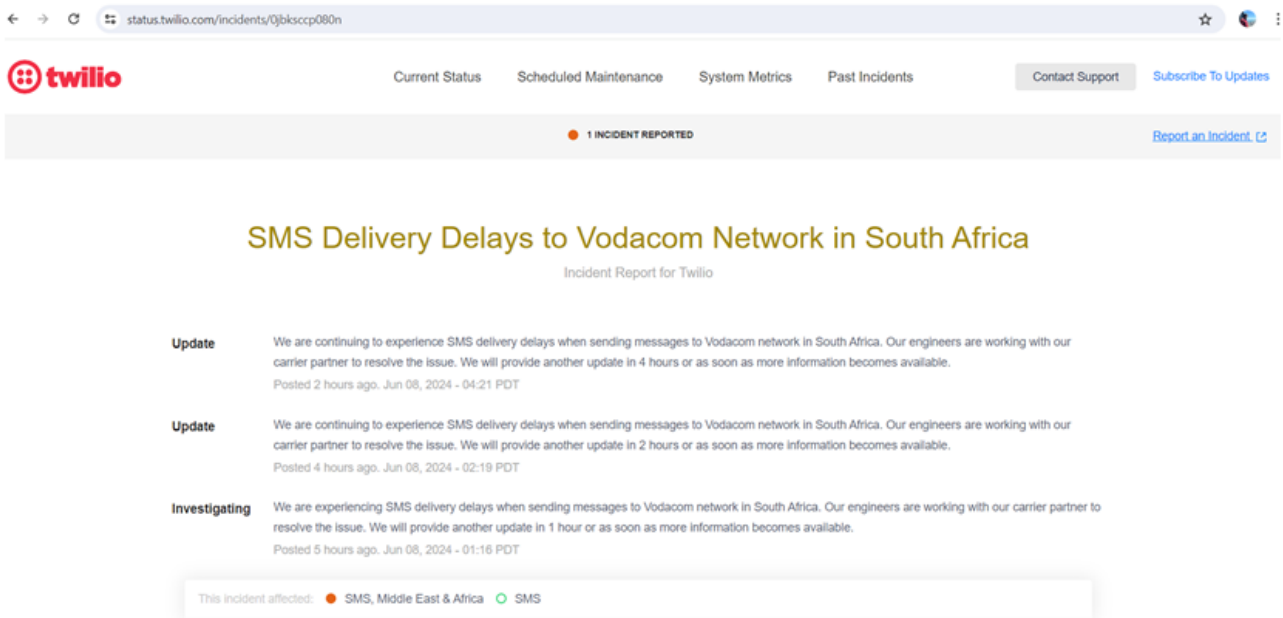 status.twilio.com/incidents/0jbksccp080n
twilio
Current Status Scheduled Maintenance System Metrics Past Incidents Contact Support Subscribe To Updates
1 INCIDENT REPORTED Report an Incident
SMS Delivery Delays to Vodacom Network in South Africa
Incident Report for Twilio
Update We are continuing to experience SMS delivery delays when sending messages to Vodacom network in South Africa. Our engineers are working with our
carrier partner to resolve the issue. We will provide another update in 4 hours or as soon as more information becomes available.
Posted 2 hours ago. Jun 08, 2024 - 04:21 PDT
Update We are continuing to experience SMS delivery delays when sending messages to Vodacom network in South Africa. Our engineers are working with our
carrier partner to resolve the issue. We will provide another update in 2 hours or as soon as more information becomes available.
Posted 4 hours ago. Jun 08, 2024 - 02:19 PDT
Investigating We are experiencing SMS delivery delays when sending messages to Vodacom network in South Africa. Our engineers are working with our carrier partner to
resolve the issue. We will provide another update in 1 hour or as soon as more information becomes available.
Posted 5 hours ago. Jun 08, 2024 - 01:16 PDT
This incident affected: SMS, Middle East & Africa SMS